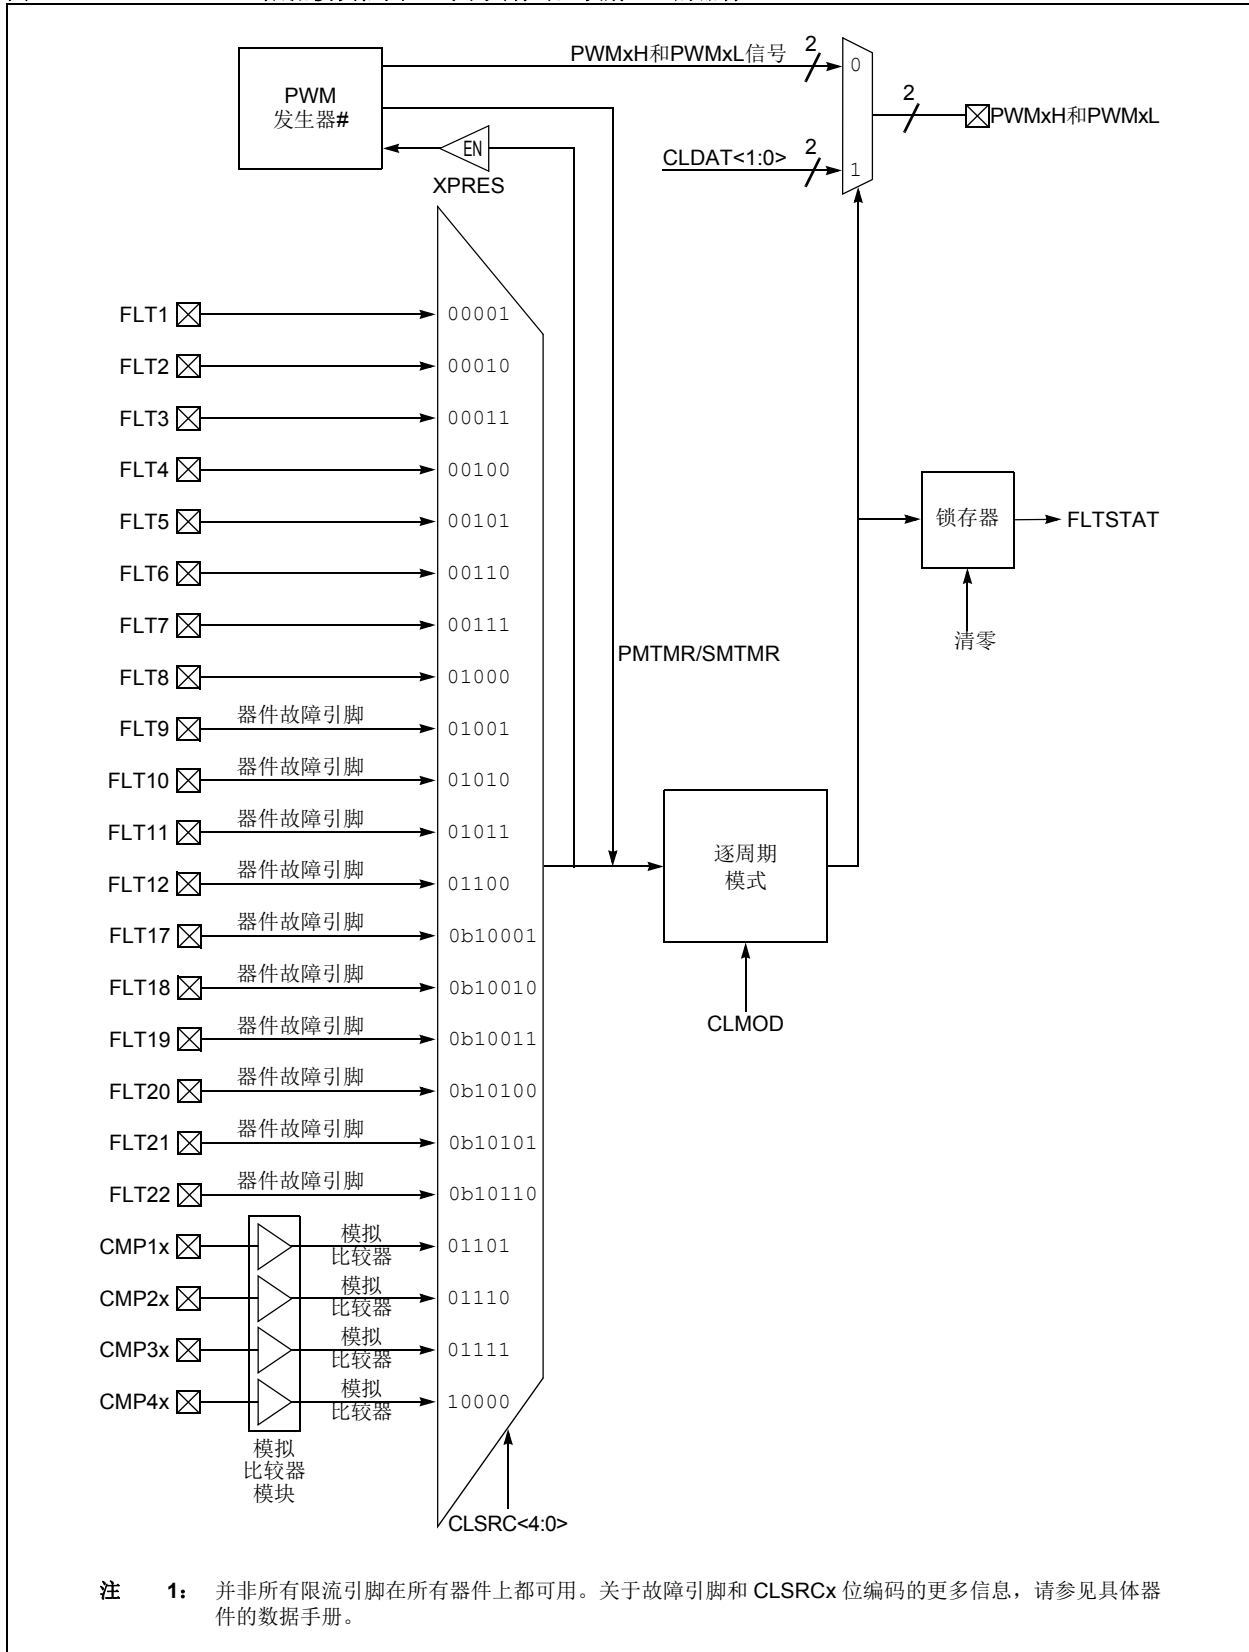 PWMxH和PWMxL信号
2
0
PWM
发生器#
2
PWMxH和PWMxL
CLDAT<1:0>
2
1
EN
XPRES
FLT1
00001
FLT2
00010
FLT3
00011
FLT4
00100
FLT5
00101
锁存器
FLTSTAT
FLT6
00110
FLT7
00111
清零
PMTMR/SMTMR
FLT8
01000
FLT9
器件故障引脚
01001
FLT10
器件故障引脚
01010
FLT11
器件故障引脚
01011
逐周期
模式
FLT12
器件故障引脚
01100
FLT17
器件故障引脚
0b10001
FLT18
器件故障引脚
0b10010
CLMOD
FLT19
器件故障引脚
0b10011
FLT20
器件故障引脚
0b10100
FLT21
器件故障引脚
0b10101
FLT22
器件故障引脚
0b10110
CMP1x
模拟
比较器
01101
CMP2x
模拟
比较器
01110
CMP3x
模拟
比较器
01111
CMP4x
模拟
比较器
10000
模拟
比较器
模块
CLSRC<4:0>
注 1： 并非所有限流引脚在所有器件上都可用。关于故障引脚和 CLSRCx 位编码的更多信息，请参见具体器
件的数据手册。